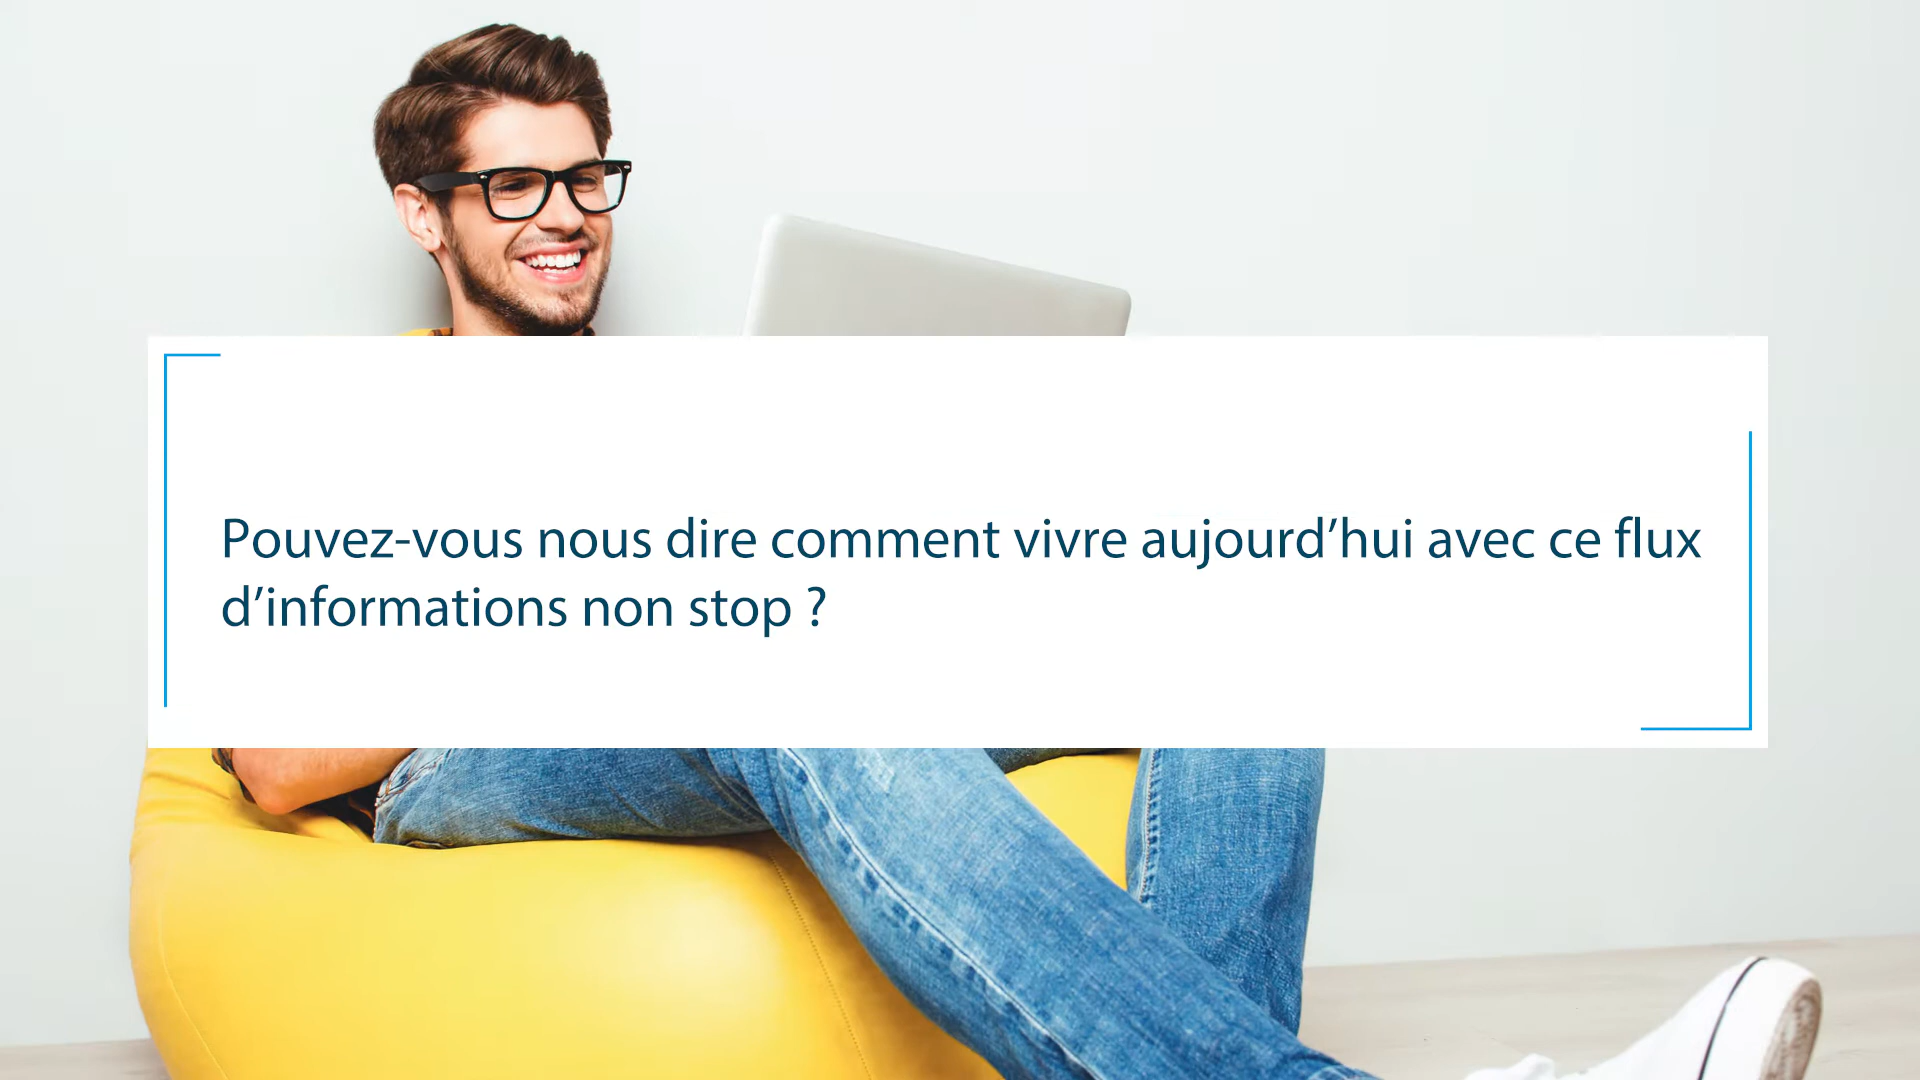 Pouvez-vous nous dire comment vivre aujourd’hui avec ce flux
d’informations non stop ?